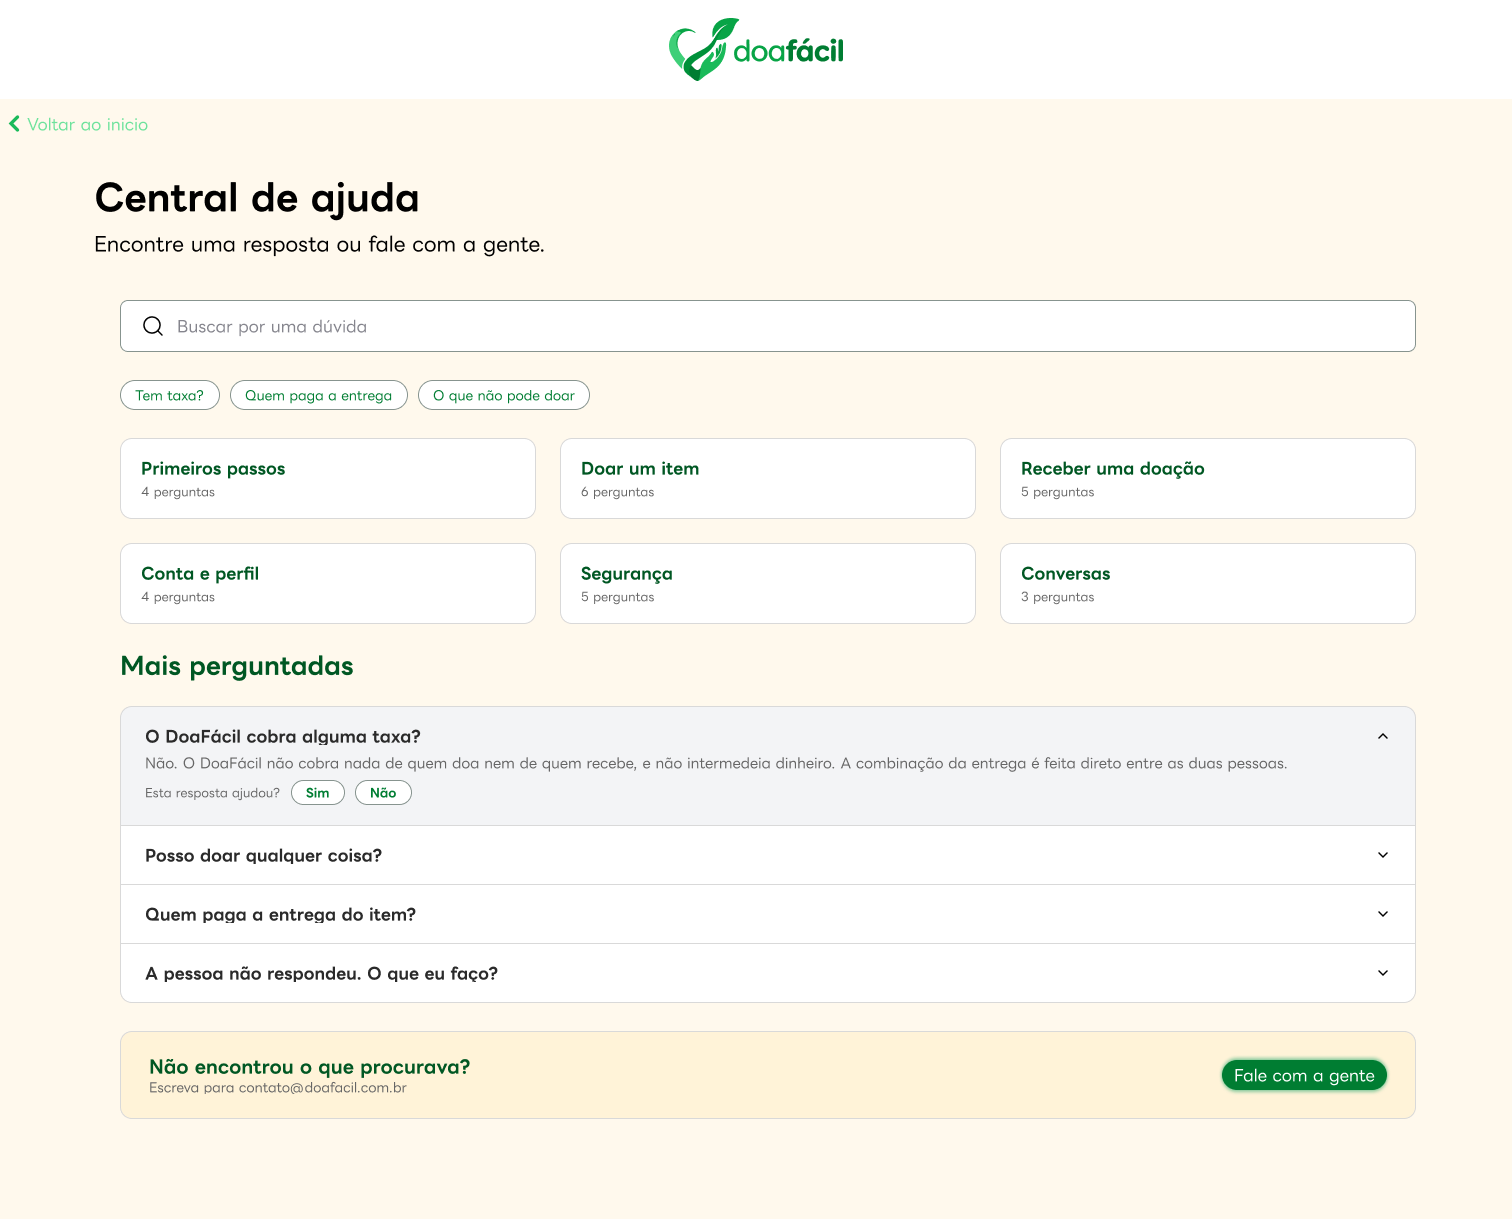 doafácil
Voltar ao inicio
Central de ajuda
Encontre uma resposta ou fale com a gente.
Buscar por uma dúvida
Tem taxa?
Quem paga a entrega
O que não pode doar
Primeiros passos
4 perguntas
Doar um item
6 perguntas
Receber uma doação
5 perguntas
Conta e perfil
4 perguntas
Segurança
5 perguntas
Conversas
3 perguntas
Mais perguntadas
O DoaFácil cobra alguma taxa?
Não. O DoaFácil não cobra nada de quem doa nem de quem recebe, e não intermedeia dinheiro. A combinação da entrega é feita direto entre as duas pessoas.
Esta resposta ajudou?
Sim
Não
Posso doar qualquer coisa?
Quem paga a entrega do item?
A pessoa não respondeu. O que eu faço?
Não encontrou o que procurava?
Escreva para contato@doafacil.com.br
Fale com a gente